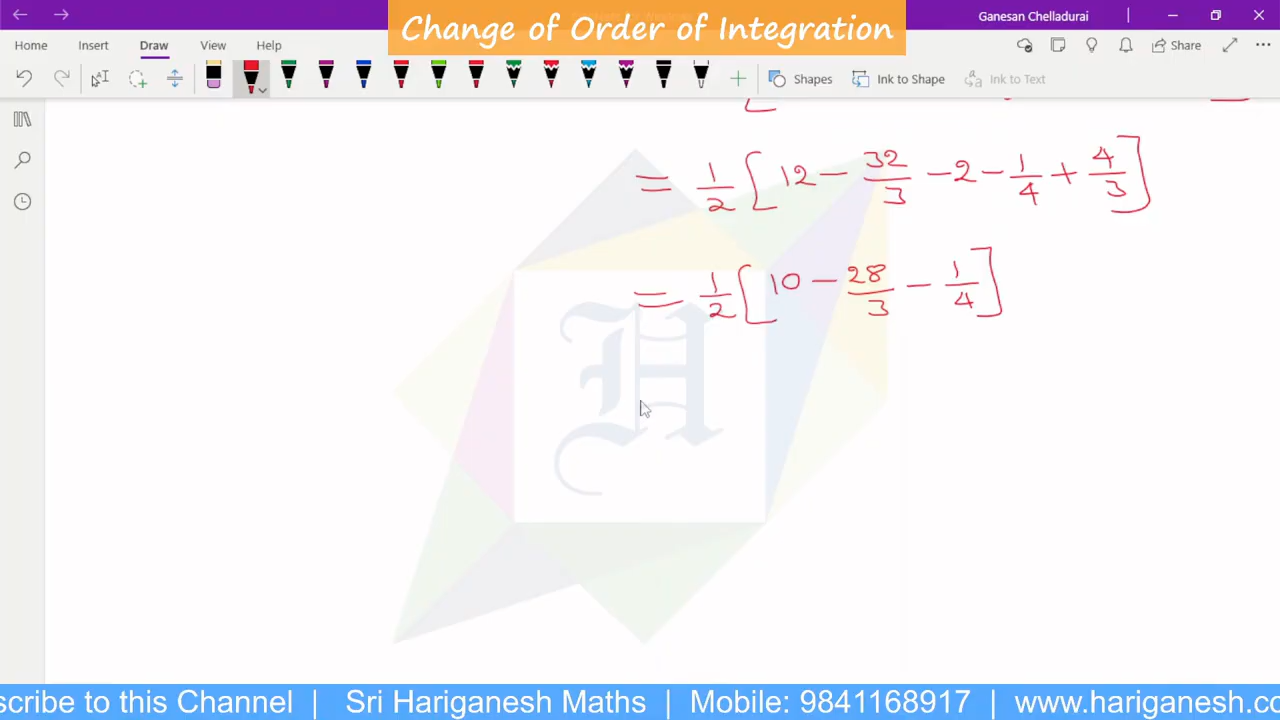 Change of Order of Integration
Ganesan Chelladurai
Home Insert Draw View Help
Share
Shapes Ink to Shape Ink to Text
= 1/2 [ 12 - 32/3 - 2 - 1/4 + 4/3 ]
= 1/2 [ 10 - 28/3 - 1/4 ]
H
scribe to this Channel | Sri Hariganesh Maths | Mobile: 9841168917 | www.hariganesh.co